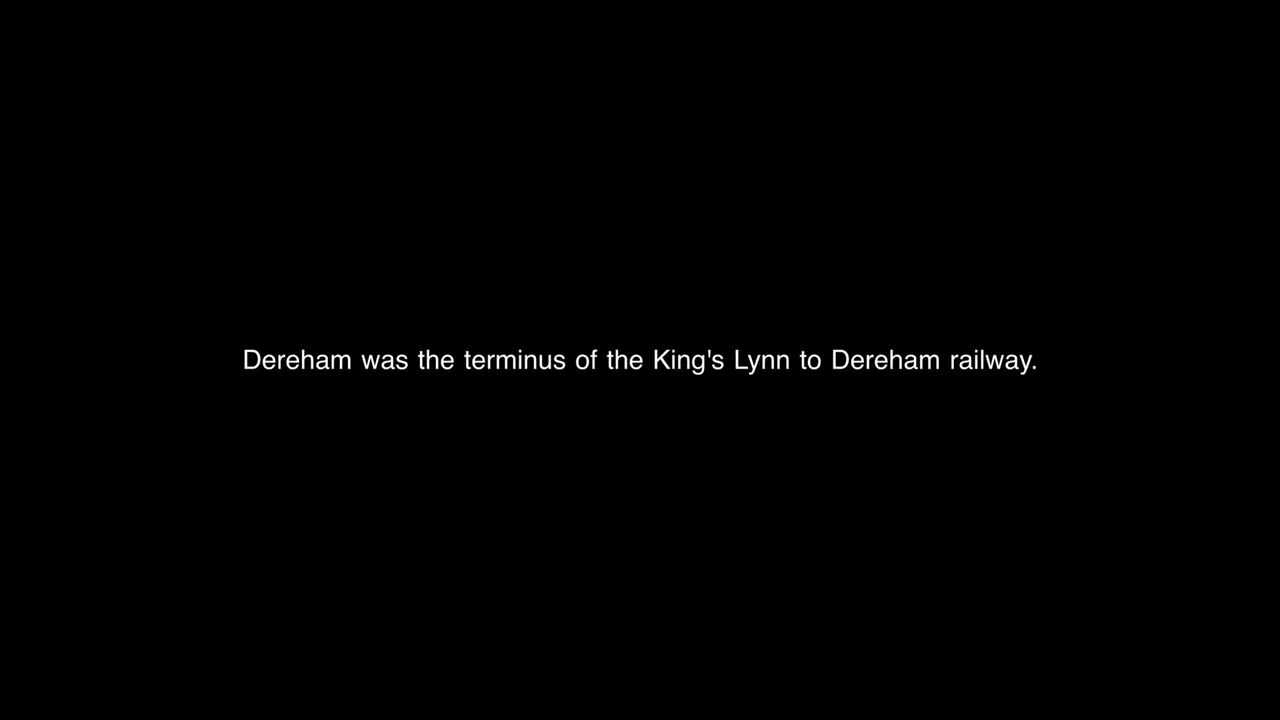 Dereham was the terminus of the King's Lynn to Dereham railway.